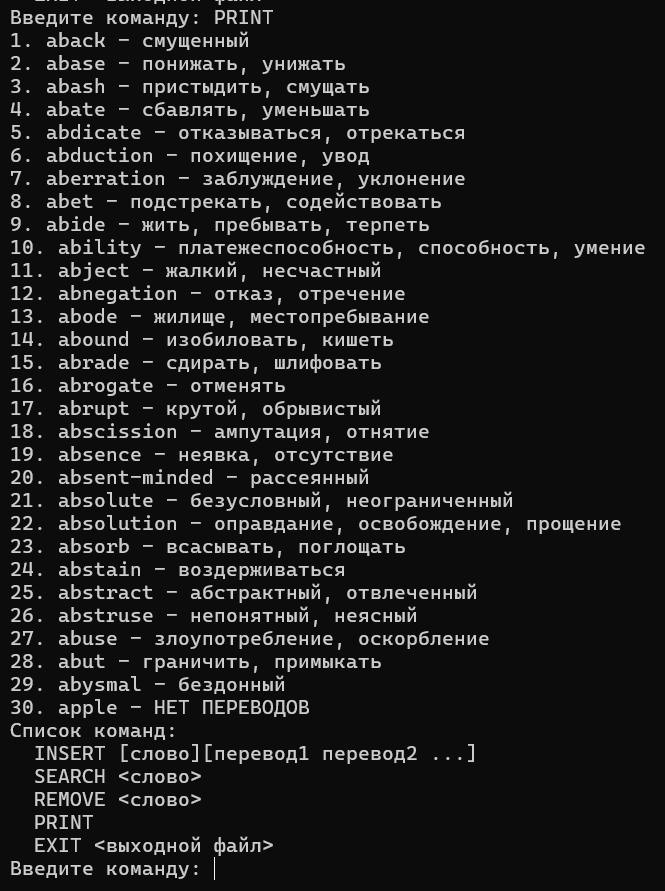 Введите команду: PRINT
1. aback - смущенный
2. abase - понижать, унижать
3. abash - пристыдить, смущать
4. abate - сбавлять, уменьшать
5. abdicate - отказываться, отрекаться
6. abduction - похищение, увод
7. aberration - заблуждение, уклонение
8. abet - подстрекать, содействовать
9. abide - жить, пребывать, терпеть
10. ability - платежеспособность, способность, умение
11. abject - жалкий, несчастный
12. abnegation - отказ, отречение
13. abode - жилище, местопребывание
14. abound - изобиловать, кишеть
15. abrade - сдирать, шлифовать
16. abrogate - отменять
17. abrupt - крутой, обрывистый
18. abscission - ампутация, отнятие
19. absence - неявка, отсутствие
20. absent-minded - рассеянный
21. absolute - безусловный, неограниченный
22. absolution - оправдание, освобождение, прощение
23. absorb - всасывать, поглощать
24. abstain - воздерживаться
25. abstract - абстрактный, отвлеченный
26. abstruse - непонятный, неясный
27. abuse - злоупотребление, оскорбление
28. abut - граничить, примыкать
29. abysmal - бездонный
30. apple - НЕТ ПЕРЕВОДОВ
Список команд:
INSERT [слово][перевод1 перевод2 ...]
SEARCH <слово>
REMOVE <слово>
PRINT
EXIT <выходной файл>
Введите команду: